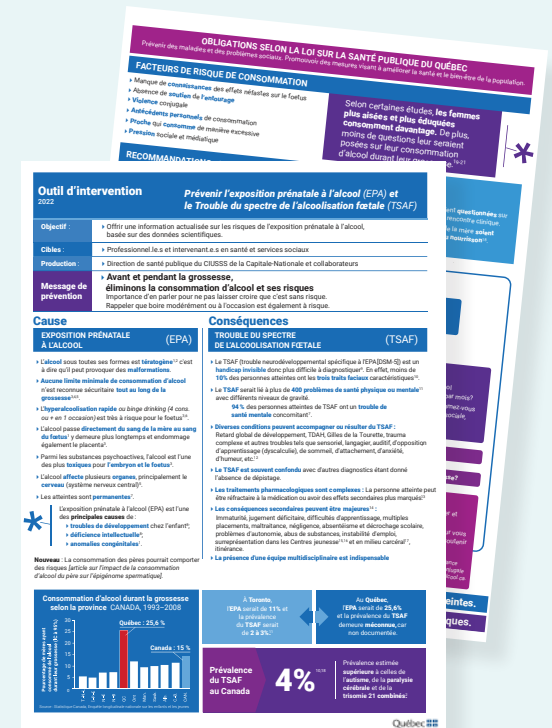 OBLIGATIONS SELON LA LOI SUR LA SANTÉ PUBLIQUE DU QUÉBEC
Prévenir des maladies et des problèmes sociaux. Promouvoir des mesures visant à améliorer la santé et le bien-être de la population.
FACTEURS DE RISQUE DE CONSOMMATION
Manque de connaissances des effets néfastes sur le foetus
Absence de soutien de l'entourage
Violence conjugale
Antécédents personnels de consommation
Proche qui consomme de manière excessive
Pression sociale et médiatique
Selon certaines études, les femmes
plus aisées et plus éduquées
consomment davantage. De plus,
moins de questions leur seraient
posées sur leur consommation
d'alcool durant leur
*
Outil d'intervention
2022
Prévenir l'exposition prénatale à l'alcool (EPA) et
le Trouble du spectre de l'alcoolisation fœtale (TSAF)
Objectif :
Offrir une information actualisée sur les risques de l'exposition prénatale à l'alcool,
basée sur des données scientifiques.
Cibles :
Professionnel.le.s et intervenant.e.s en santé et services sociaux
Production :
Direction de santé publique du CIUSSS de la Capitale-Nationale et collaborateurs
Message de
prévention
Avant et pendant la grossesse,
éliminons la consommation d'alcool et ses risques
Importance d'en parler pour ne pas laisser croire que c'est sans risque.
Rappeler que boire modérément ou à l'occasion est également à risque.
Cause
EXPOSITION PRÉNATALE
À L'ALCOOL
(EPA)
L'alcool sous toutes ses formes est tératogène c'est
à dire qu'il peut provoquer des malformations.
Aucune limite minimale de consommation d'alcool
n'est reconnue sécuritaire tout au long de la
grossesse
L'hyperalcoolisation rapide ou binge drinking (4 cons.
ou + en 1 occasion) est très à risque pour le foetus
L'alcool passe directement du sang de la mère au sang
du fœtus y demeure plus longtemps et endommage
également le placenta
Parmi les substances psychoactives, l'alcool est l'une
des plus toxiques pour l'embryon et le foetus
L'alcool affecte plusieurs organes, principalement le
cerveau (système nerveux central)
Les atteintes sont permanentes
*
L'exposition prénatale à l'alcool (EPA) est l'une
des principales causes de :
troubles de développement chez l'enfant
déficience intellectuelle
anomalies congénitales
Nouveau : La consommation des pères pourrait comporter
des risques [article sur l'impact de la consommation
d'alcool du père sur l'épigénome spermatique].
Conséquences
TROUBLE DU SPECTRE
DE L'ALCOOLISATION FŒTALE
(TSAF)
Le TSAF (trouble neurodéveloppemental spécifique à l'EPA[DSM-5]) est un
handicap invisible donc plus difficile à diagnostiquer. En effet, moins de
10% des personnes atteintes ont les trois traits faciaux caractéristiques
Le TSAF serait lié à plus de 400 problèmes de santé physique ou mentale
avec différents niveaux de gravité.
94 % des personnes atteintes de TSAF ont un trouble de
santé mentale concomitant
Diverses conditions peuvent accompagner ou résulter du TSAF :
Retard global de développement, TDAH, Gilles de la Tourette, trauma
complexe et autres troubles tels que sensoriel, langagier, auditif, d'opposition
d'apprentissage (dyscalculie), de sommeil, d'attachement, d'anxiété,
d'humeur, etc.
Le TSAF est souvent confondu avec d'autres diagnostics étant donné
l'absence de dépistage.
Les traitements pharmacologiques sont complexes : La personne atteinte peut
être réfractaire à la médication ou avoir des effets secondaires plus marqués
Les conséquences secondaires peuvent être majeures :
Immaturité, jugement déficitaire, difficultés d'apprentissage, multiples
placements, maltraitance, négligence, absentéisme et décrochage scolaire,
problèmes d'autonomie, abus de substances, instabilité d'emploi,
surreprésentation dans les Centres jeunesse et en milieu carcéral,
itinérance.
La présence d'une équipe multidisciplinaire est indispensable
Consommation d'alcool durant la grossesse
selon la province CANADA, 1993–2008
30
25
20
15
10
5
0
Québec : 25,6 %
Canada : 15 %
À Toronto,
l'EPA serait de 11% et
la prévalence
du TSAF serait
de 2 à 3%.
Au Québec,
l'EPA serait de 25,6%
et la prévalence du TSAF
demeure méconnue, car
non documentée.
Prévalence
du TSAF
au Canada
4%
Prévalence estimée
supérieure à celles de
l'autisme, de la paralysie
cérébrale et de la
trisomie 21 combinés
Québec